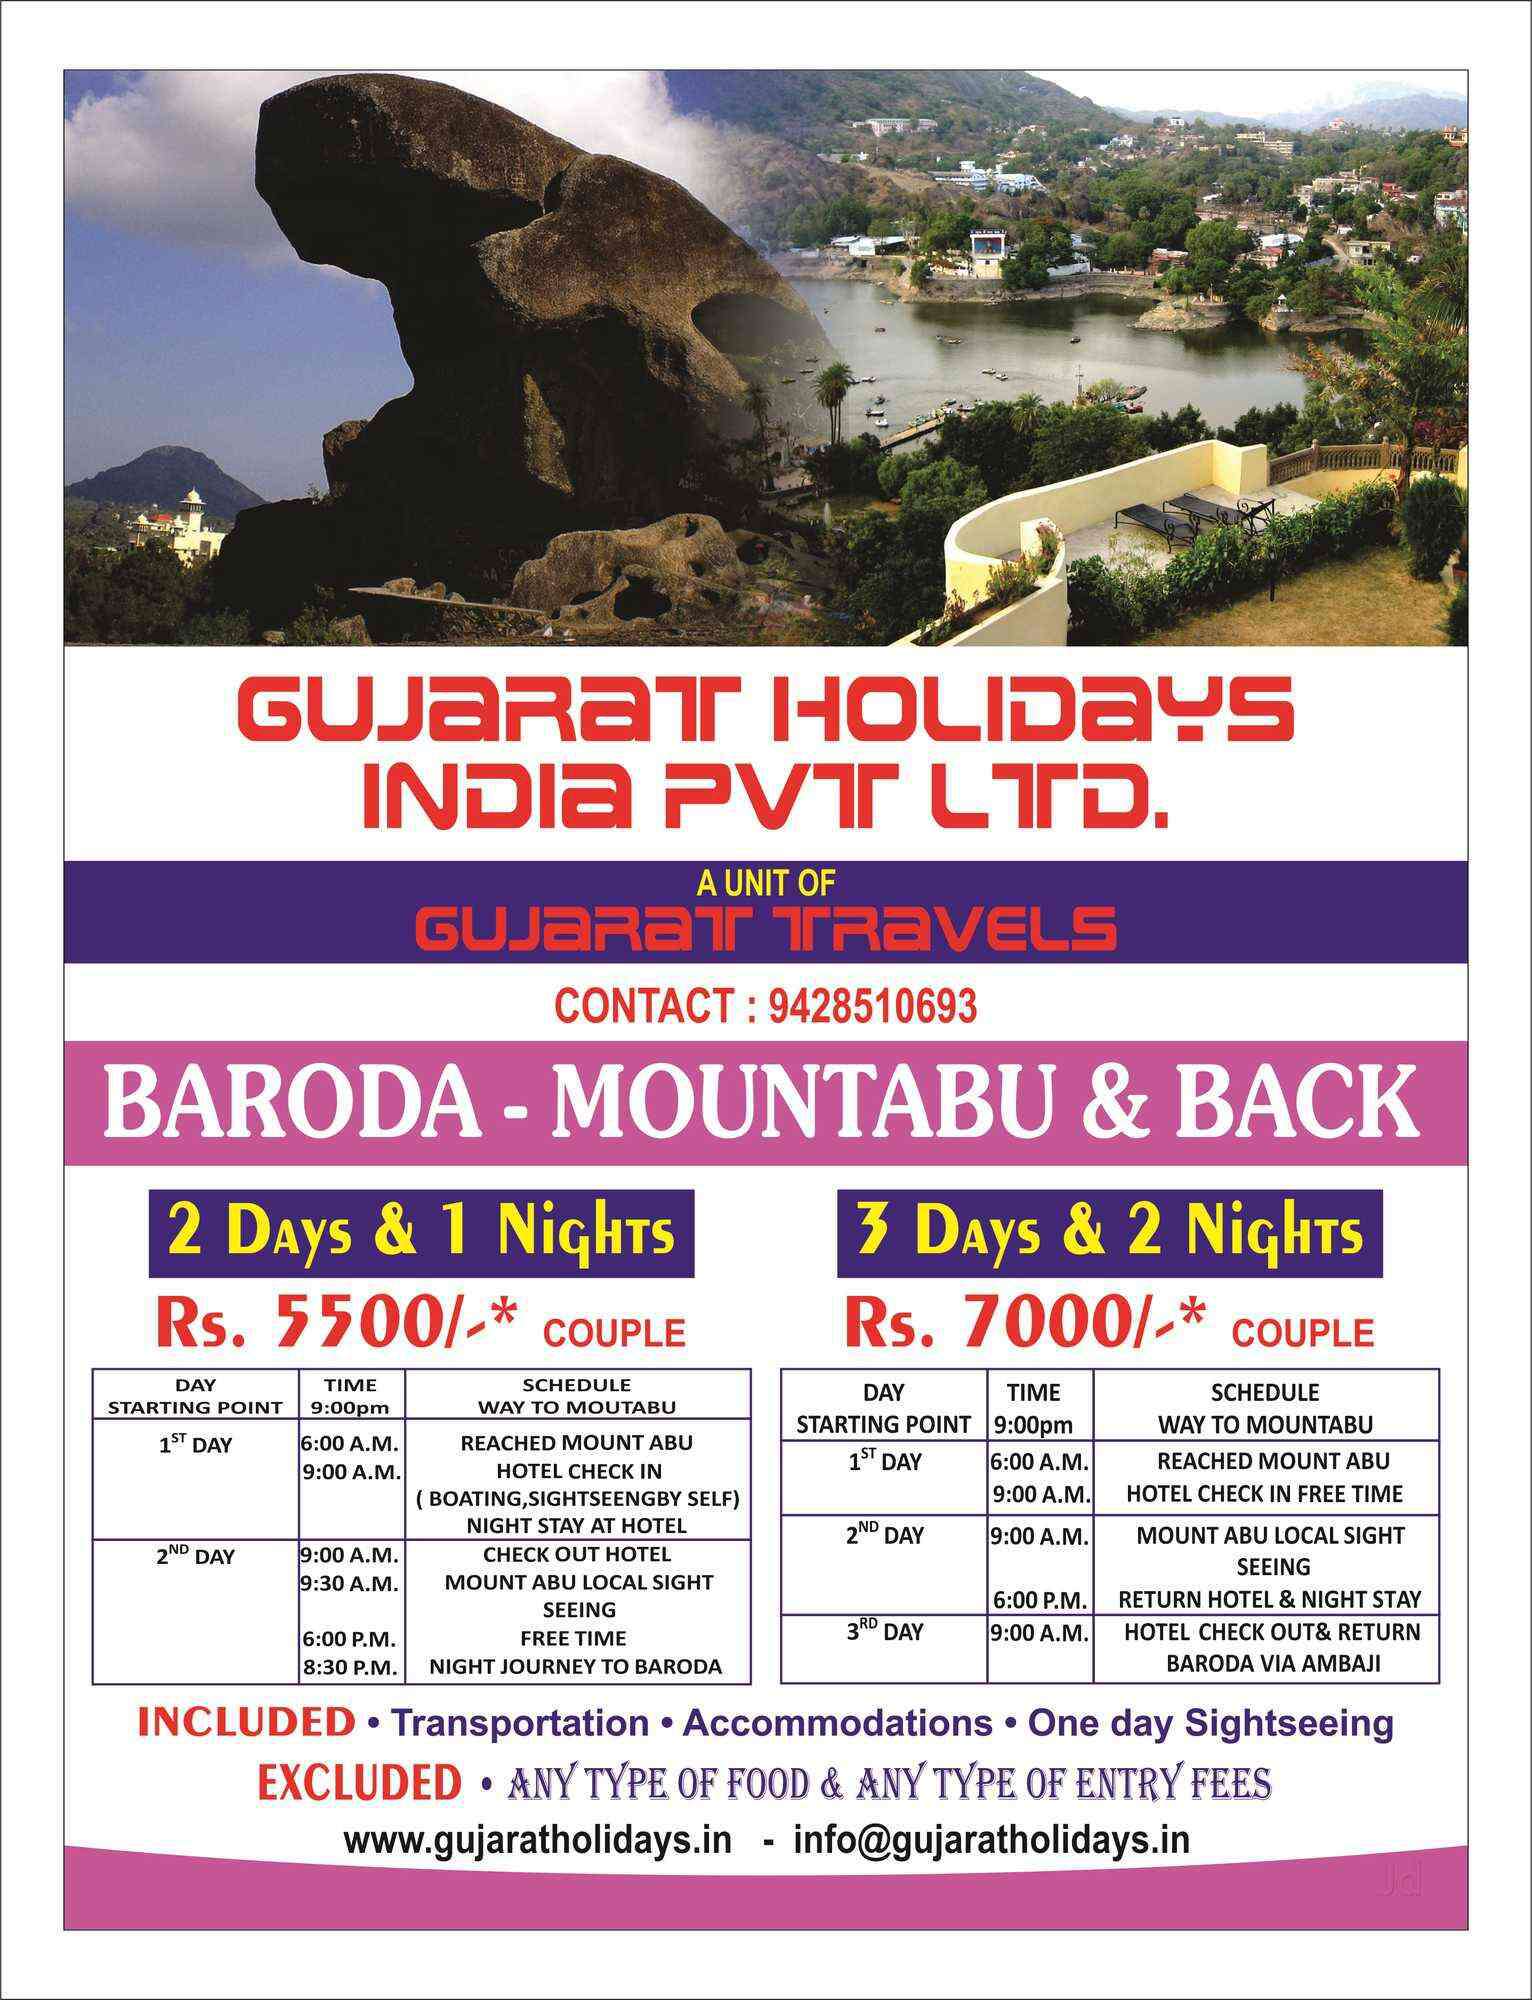 GUJARAT HOLIDAYS
INDIA PVT LTD.
A UNIT OF
GUJARAT TRAVELS
CONTACT : 9428510693
BARODA - MOUNTABU & BACK
2 Days & 1 Nights
Rs. 5500/-* COUPLE
DAY TIME SCHEDULE
STARTING POINT 9:00pm WAY TO MOUTABU
1ST DAY 6:00 A.M. REACHED MOUNT ABU
9:00 A.M. HOTEL CHECK IN
( BOATING,SIGHTSEENGBY SELF)
NIGHT STAY AT HOTEL
2ND DAY 9:00 A.M. CHECK OUT HOTEL
9:30 A.M. MOUNT ABU LOCAL SIGHT
SEEING
6:00 P.M. FREE TIME
8:30 P.M. NIGHT JOURNEY TO BARODA
3 Days & 2 Nights
Rs. 7000/-* COUPLE
DAY TIME SCHEDULE
STARTING POINT 9:00pm WAY TO MOUNTABU
1ST DAY 6:00 A.M. REACHED MOUNT ABU
9:00 A.M. HOTEL CHECK IN FREE TIME
2ND DAY 9:00 A.M. MOUNT ABU LOCAL SIGHT
SEEING
6:00 P.M. RETURN HOTEL & NIGHT STAY
3RD DAY 9:00 A.M. HOTEL CHECK OUT& RETURN
BARODA VIA AMBAJI
INCLUDED • Transportation • Accommodations • One day Sightseeing
EXCLUDED • ANY TYPE OF FOOD & ANY TYPE OF ENTRY FEES
www.gujaratholidays.in - info@gujaratholidays.in
Jd